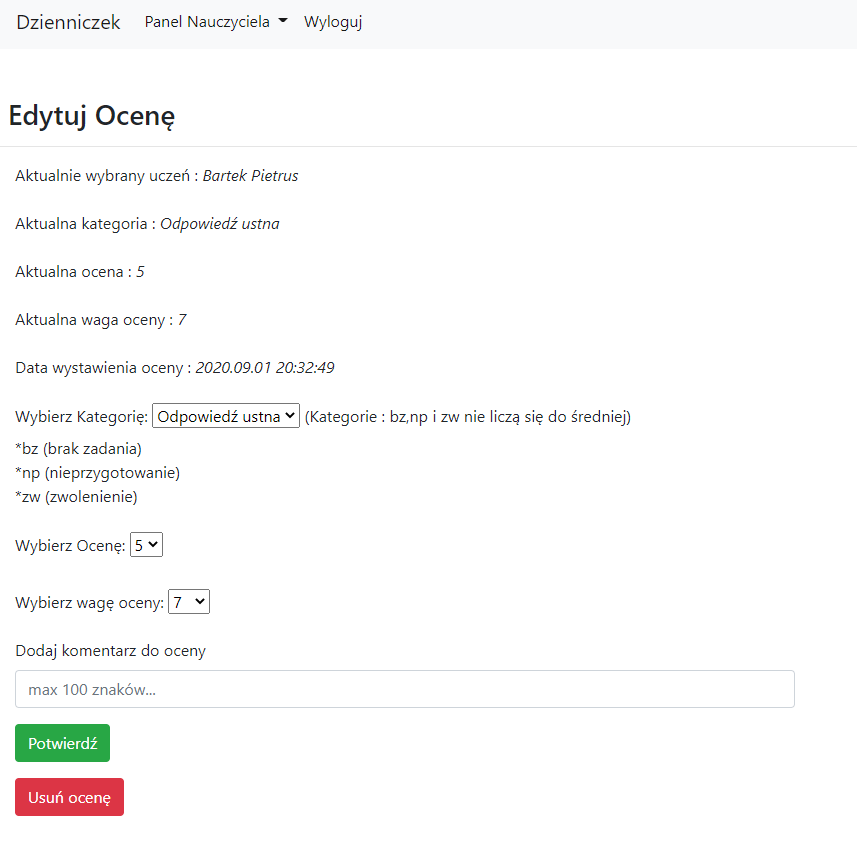 Dzienniczek Panel Nauczyciela Wyloguj
Edytuj Ocenę
Aktualnie wybrany uczeń : Bartek Pietrus
Aktualna kategoria : Odpowiedź ustna
Aktualna ocena : 5
Aktualna waga oceny : 7
Data wystawienia oceny : 2020.09.01 20:32:49
Wybierz Kategorię: Odpowiedź ustna (Kategorie : bz,np i zw nie liczą się do średniej)
*bz (brak zadania)
*np (nieprzygotowanie)
*zw (zwolenienie)
Wybierz Ocenę: 5
Wybierz wagę oceny: 7
Dodaj komentarz do oceny
max 100 znaków...
Potwierdź
Usuń ocenę